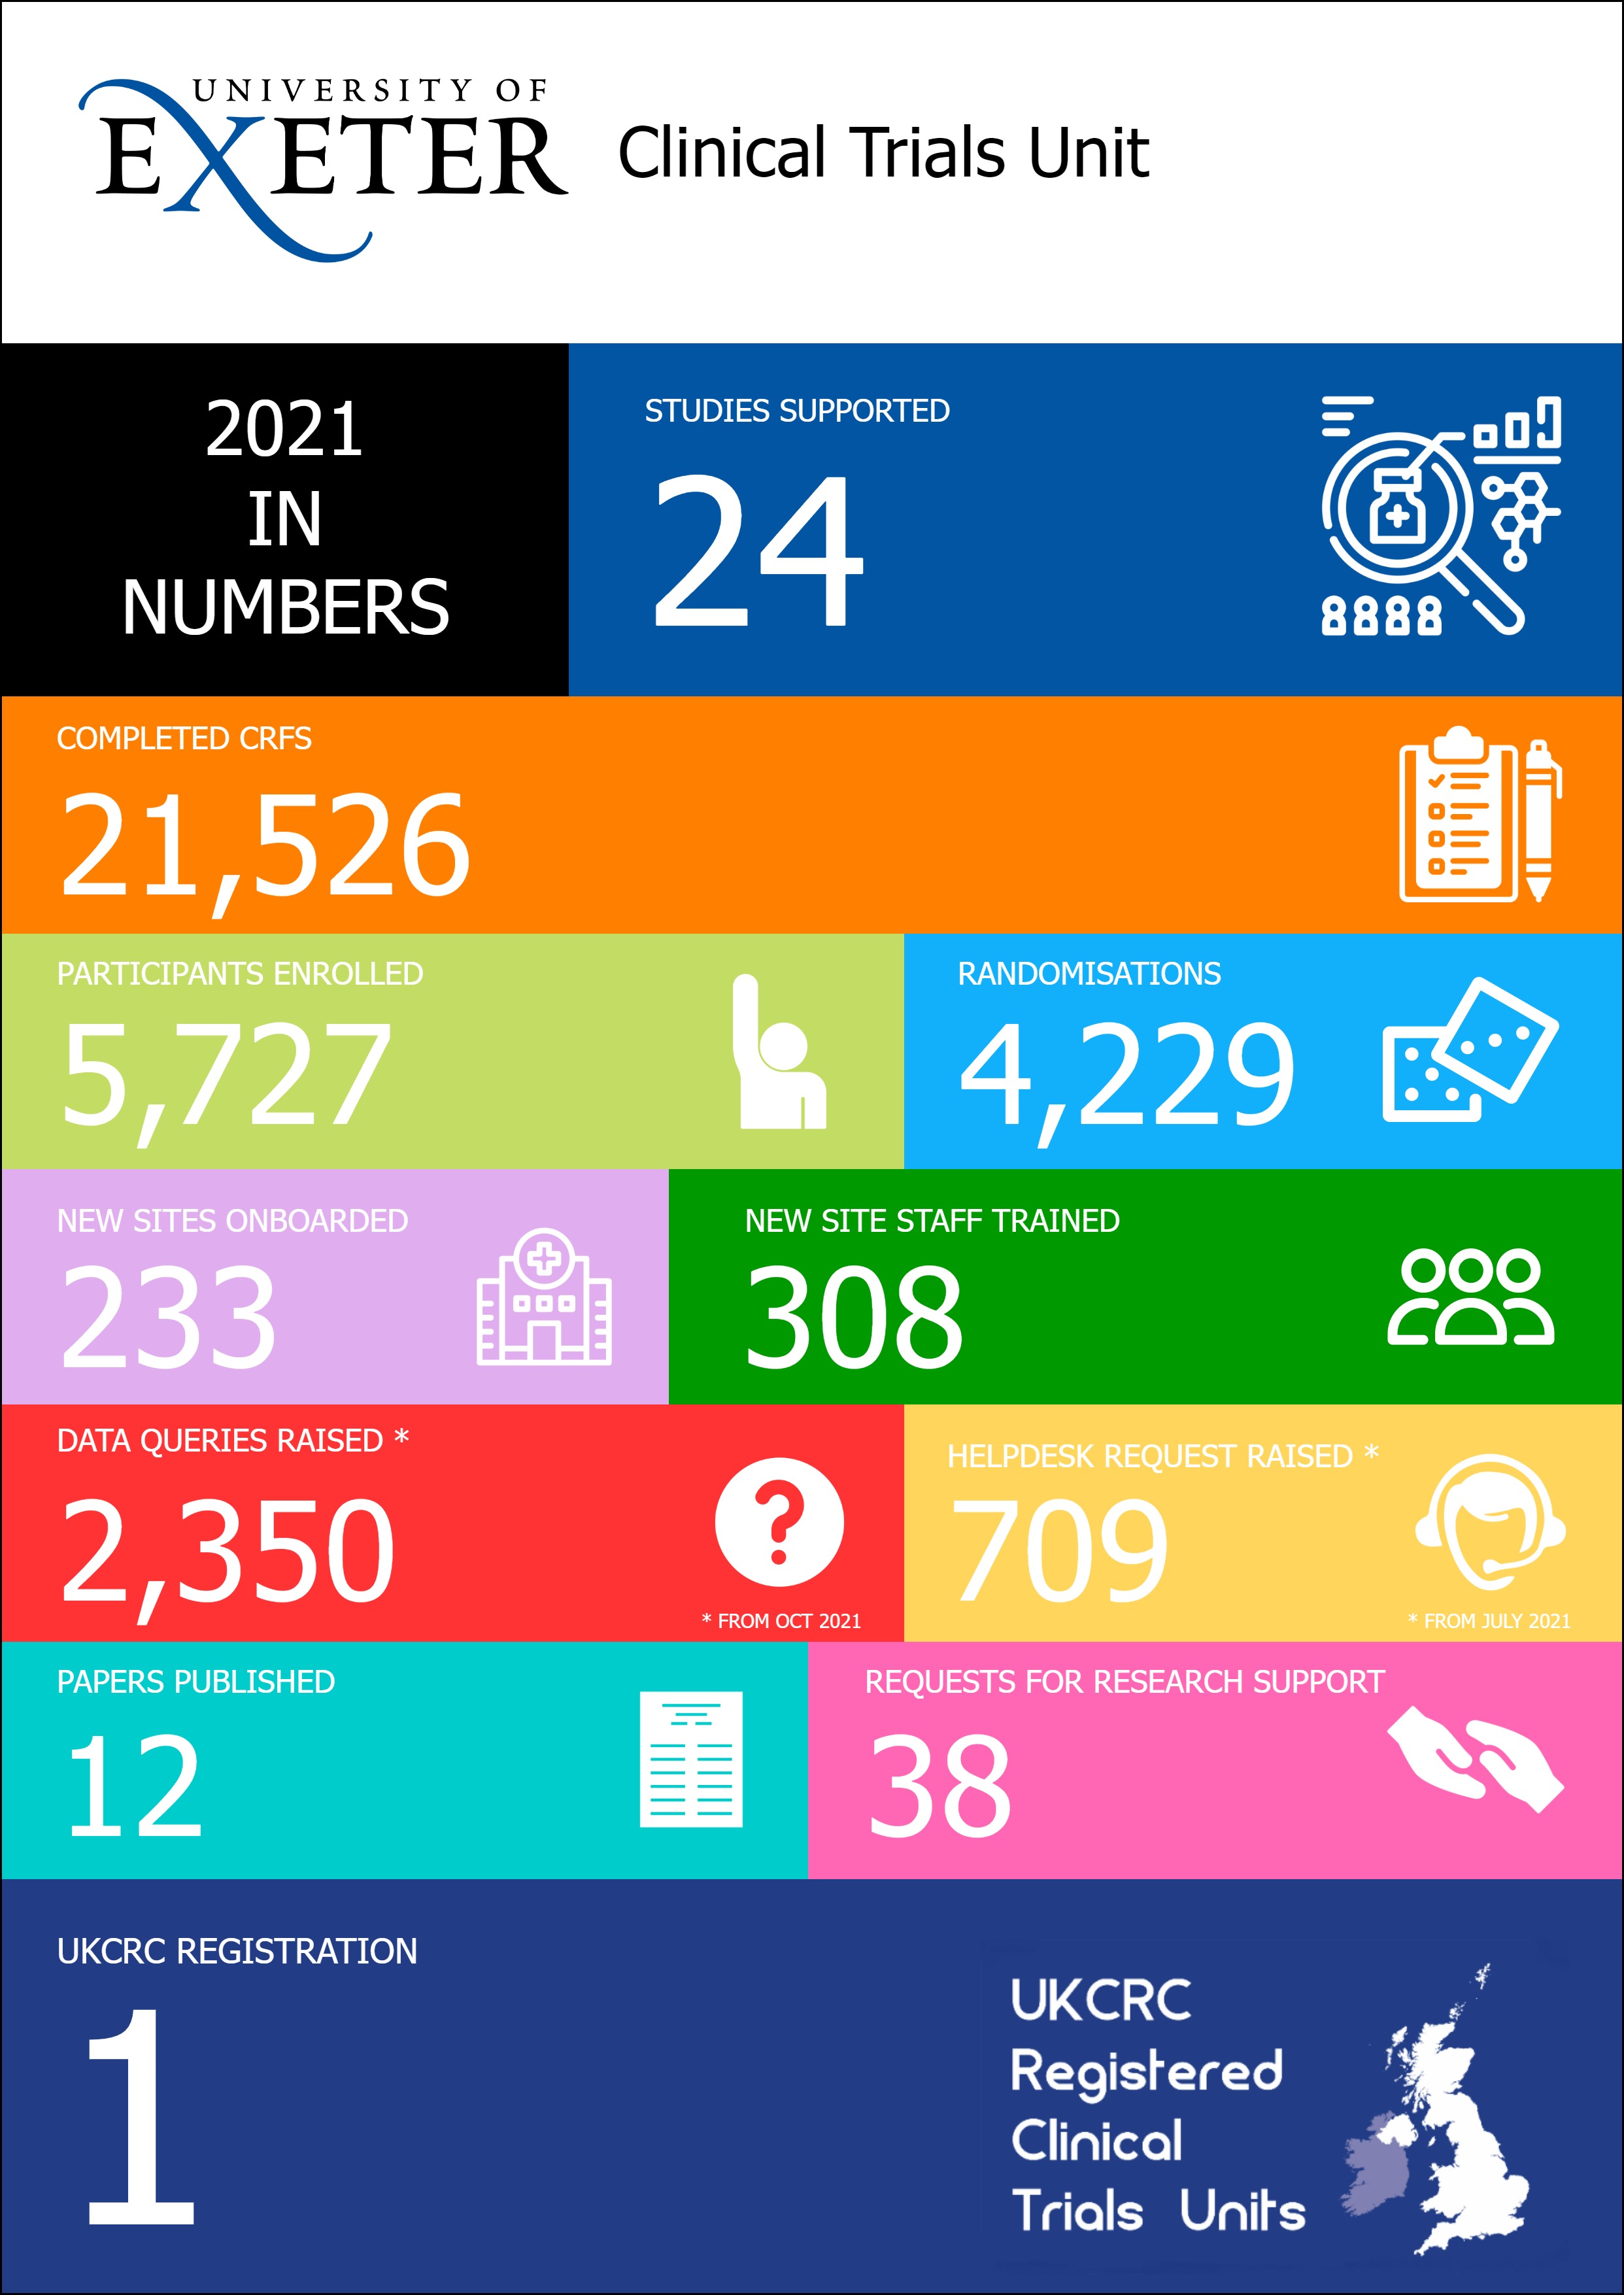 UNIVERSITY OF
EXETER
Clinical Trials Unit
2021
IN
NUMBERS
STUDIES SUPPORTED
24
COMPLETED CRFS
21,526
PARTICIPANTS ENROLLED
5,727
RANDOMISATIONS
4,229
NEW SITES ONBOARDED
233
NEW SITE STAFF TRAINED
308
DATA QUERIES RAISED *
2,350
* FROM OCT 2021
HELPDESK REQUEST RAISED *
709
* FROM JULY 2021
PAPERS PUBLISHED
12
REQUESTS FOR RESEARCH SUPPORT
38
UKCRC REGISTRATION
1
UKCRC
Registered
Clinical
Trials Units